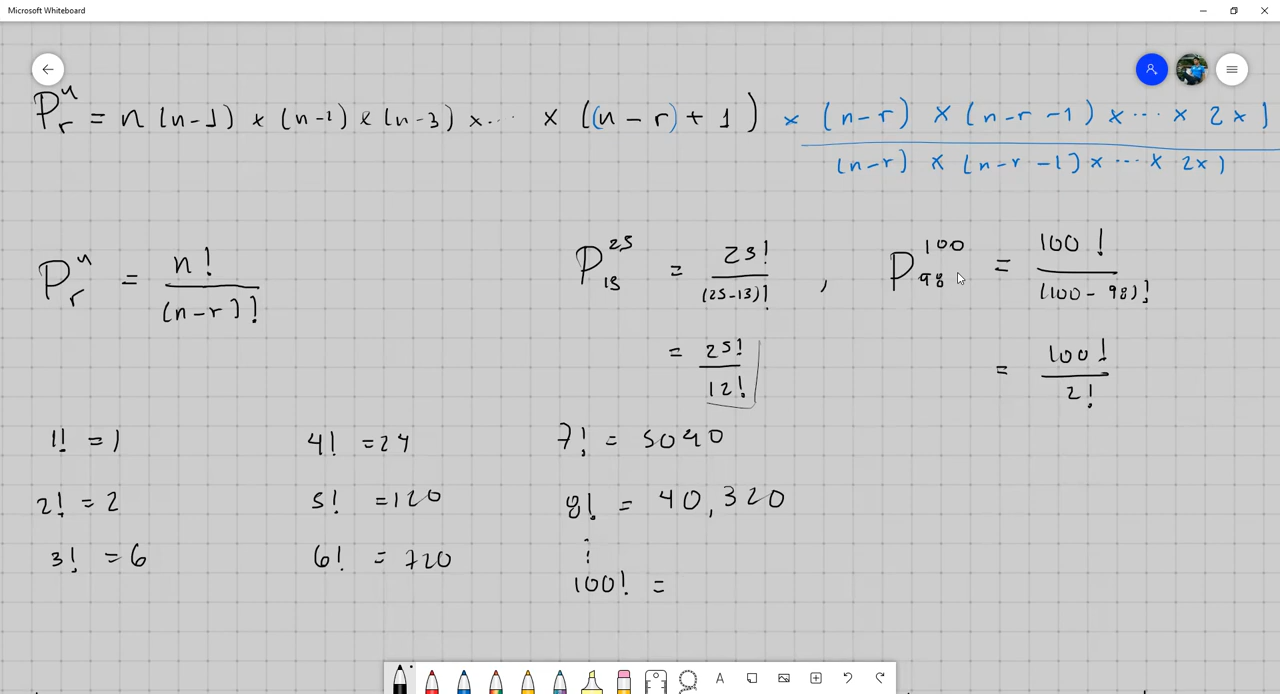 Microsoft Whiteboard
P^n_r = n (n-1) × (n-2) × (n-3) ×... × ((n-r)+1) × (n-r) × (n-r-1) × ... × 2×1
(n-r) × (n-r-1) × ... × 2×1
P^n_r = n! / (n-r)!
P^25_13 = 25! / (25-13)! , P^100_98 = 100! / (100-98)!
= 25! / 12! = 100! / 2!
1! = 1 4! = 24 7! = 5040
2! = 2 5! = 120 8! = 40,320
3! = 6 6! = 720
100! =
A